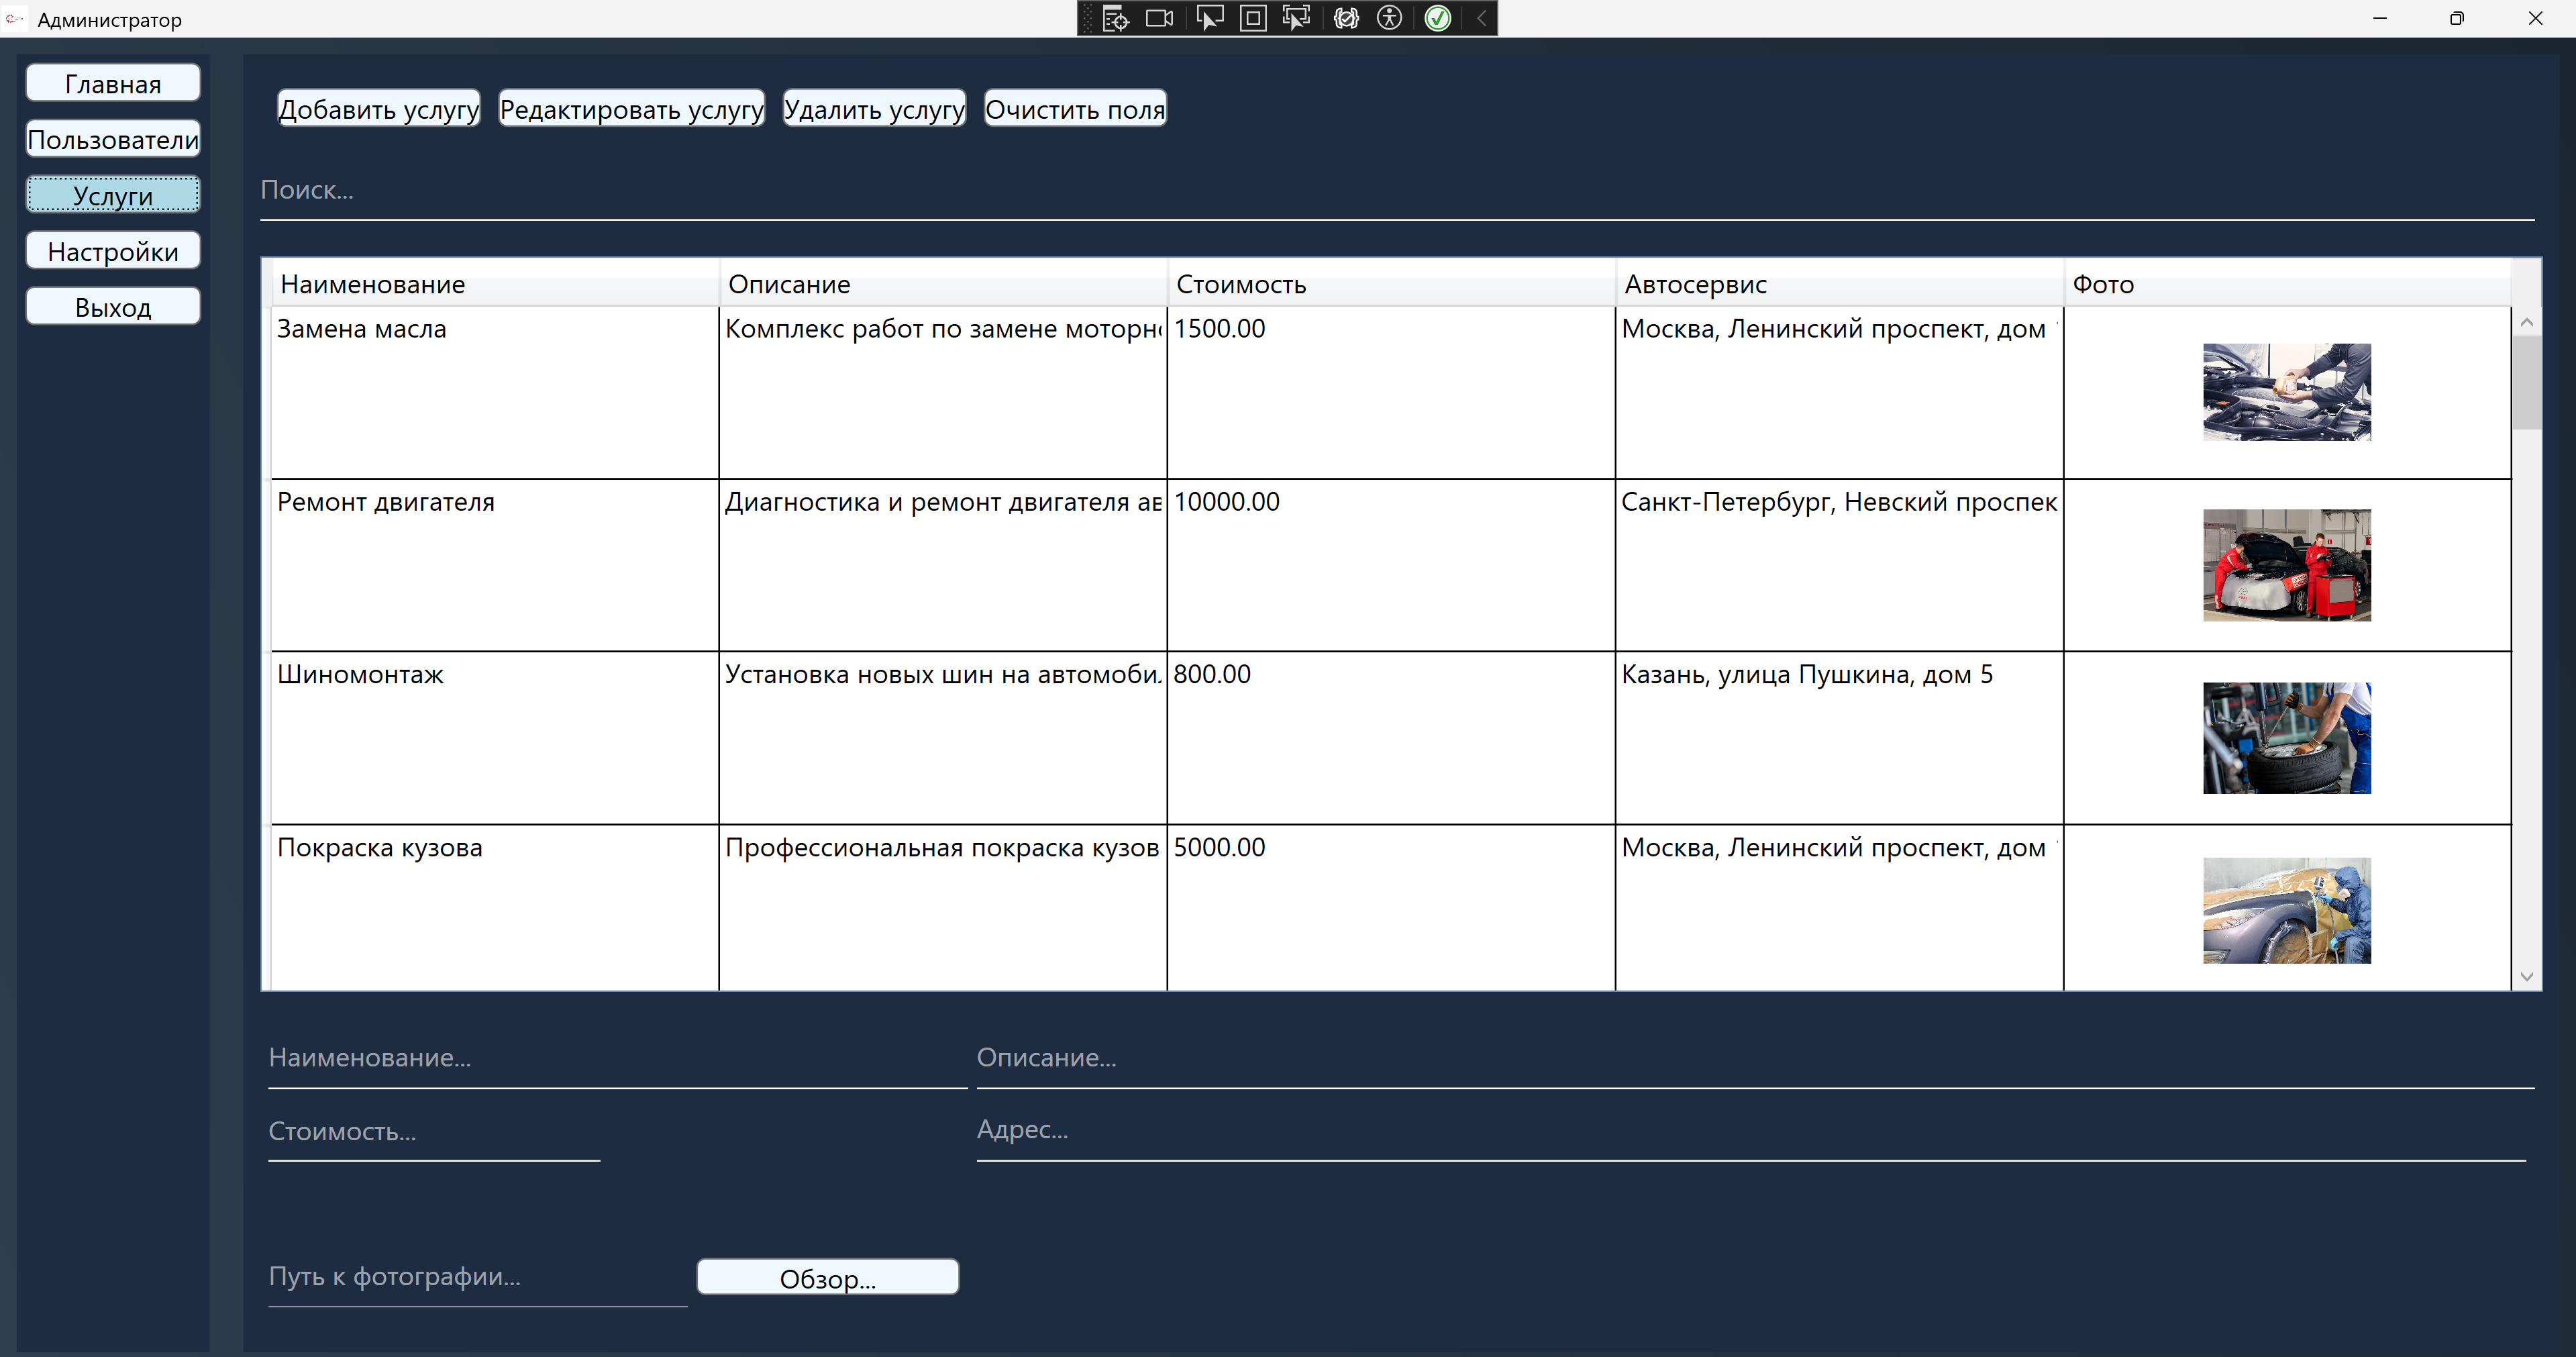 Администратор
Главная
Пользователи
Услуги
Настройки
Выход
Добавить услугу Редактировать услугу Удалить услугу Очистить поля
Поиск...
Наименование Описание Стоимость Автосервис Фото
Замена масла Комплекс работ по замене моторн 1500.00 Москва, Ленинский проспект, дом
Ремонт двигателя Диагностика и ремонт двигателя ав 10000.00 Санкт-Петербург, Невский проспек
Шиномонтаж Установка новых шин на автомоби 800.00 Казань, улица Пушкина, дом 5
Покраска кузова Профессиональная покраска кузов 5000.00 Москва, Ленинский проспект, дом
Наименование... Описание...
Стоимость... Адрес...
Путь к фотографии... Обзор...